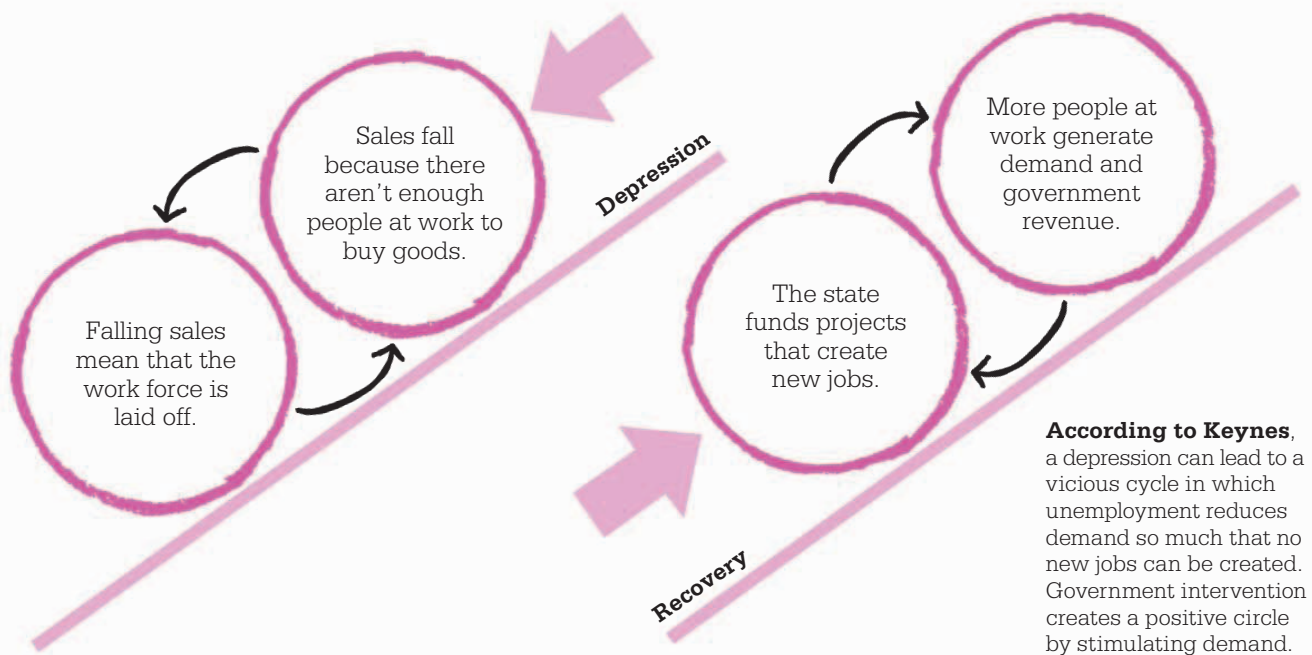 Sales fall
because there
aren't enough
people at work to
buy goods.
Depression
Falling sales
mean that the
work force is
laid off.
More people at
work generate
demand and
government
revenue.
The state
funds projects
that create
new jobs.
Recovery
According to Keynes,
a depression can lead to a
vicious cycle in which
unemployment reduces
demand so much that no
new jobs can be created.
Government intervention
creates a positive circle
by stimulating demand.